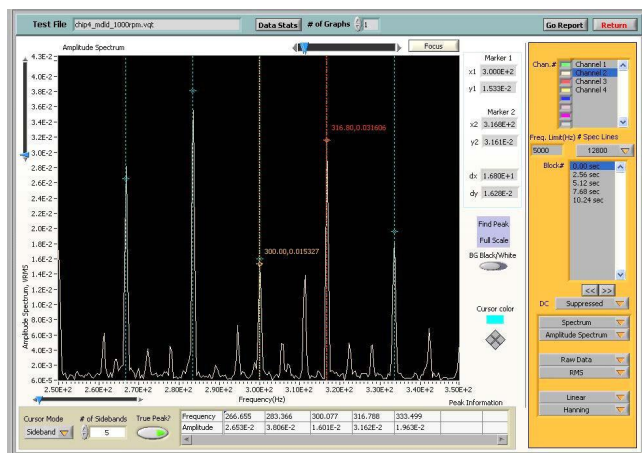 Test File chip4_mdld_1000rpm.vqt Data Stats # of Graphs 1 Go Report Return
Amplitude Spectrum Focus
4.3E-2
4.0E-2
3.8E-2
3.6E-2
3.4E-2
3.2E-2
3.0E-2
2.8E-2
2.6E-2
2.4E-2
2.2E-2
2.0E-2
1.8E-2
1.6E-2
1.4E-2
1.2E-2
1.0E-2
8.0E-3
6.0E-3
4.0E-3
2.0E-3
6.0E-5
Amplitude Spectrum, VRMS
316.80,0.031606
300.00,0.015327
2.50E+2 2.60E+2 2.70E+2 2.80E+2 2.90E+2 3.00E+2 3.10E+2 3.20E+2 3.30E+2 3.40E+2 3.50E+2
Frequency(Hz)
Marker 1
x1 3.000E+2
y1 1.533E-2
Marker 2
x2 3.168E+2
y2 3.161E-2
dx 1.680E+1
dy 1.628E-2
Find Peak
Full Scale
BG Black/White
Cursor color
Chan.# Channel 1
Channel 2
Channel 3
Channel 4
Freq. Limit(Hz) # Spec Lines
5000 12800
Block# 0.00 sec
2.56 sec
5.12 sec
7.68 sec
10.24 sec
<< >>
DC Suppressed
Spectrum
Amplitude Spectrum
Raw Data
RMS
Linear
Hanning
Peak Information
Cursor Mode # of Sidebands True Peak?
Sideband 5
Frequency 266.655 283.366 300.077 316.788 333.499
Amplitude 2.653E-2 3.806E-2 1.601E-2 3.162E-2 1.963E-2